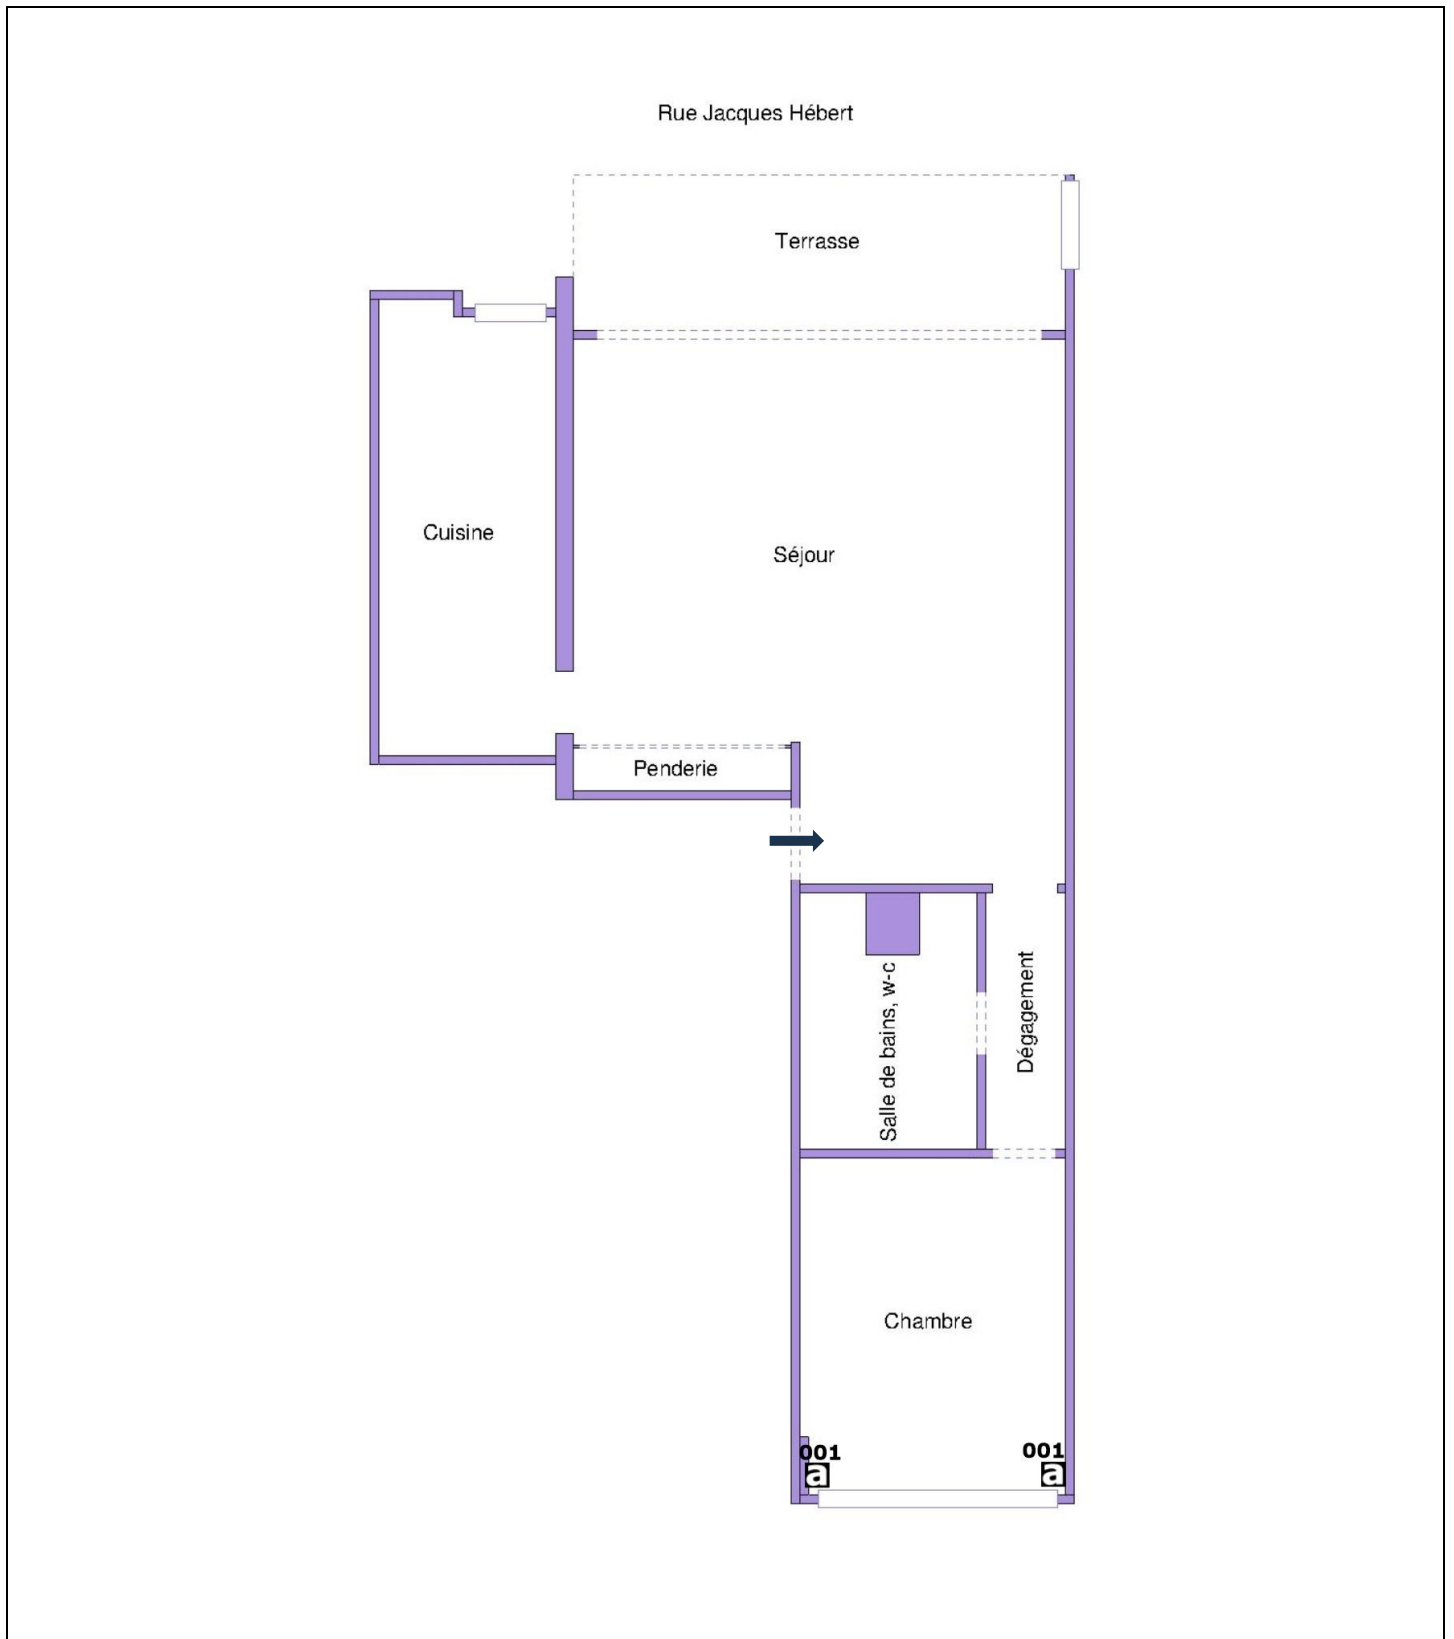 Rue Jacques Hébert
Terrasse
Cuisine
Séjour
Penderie
Salle de bains, w-c
Dégagement
Chambre
001
a
001
a